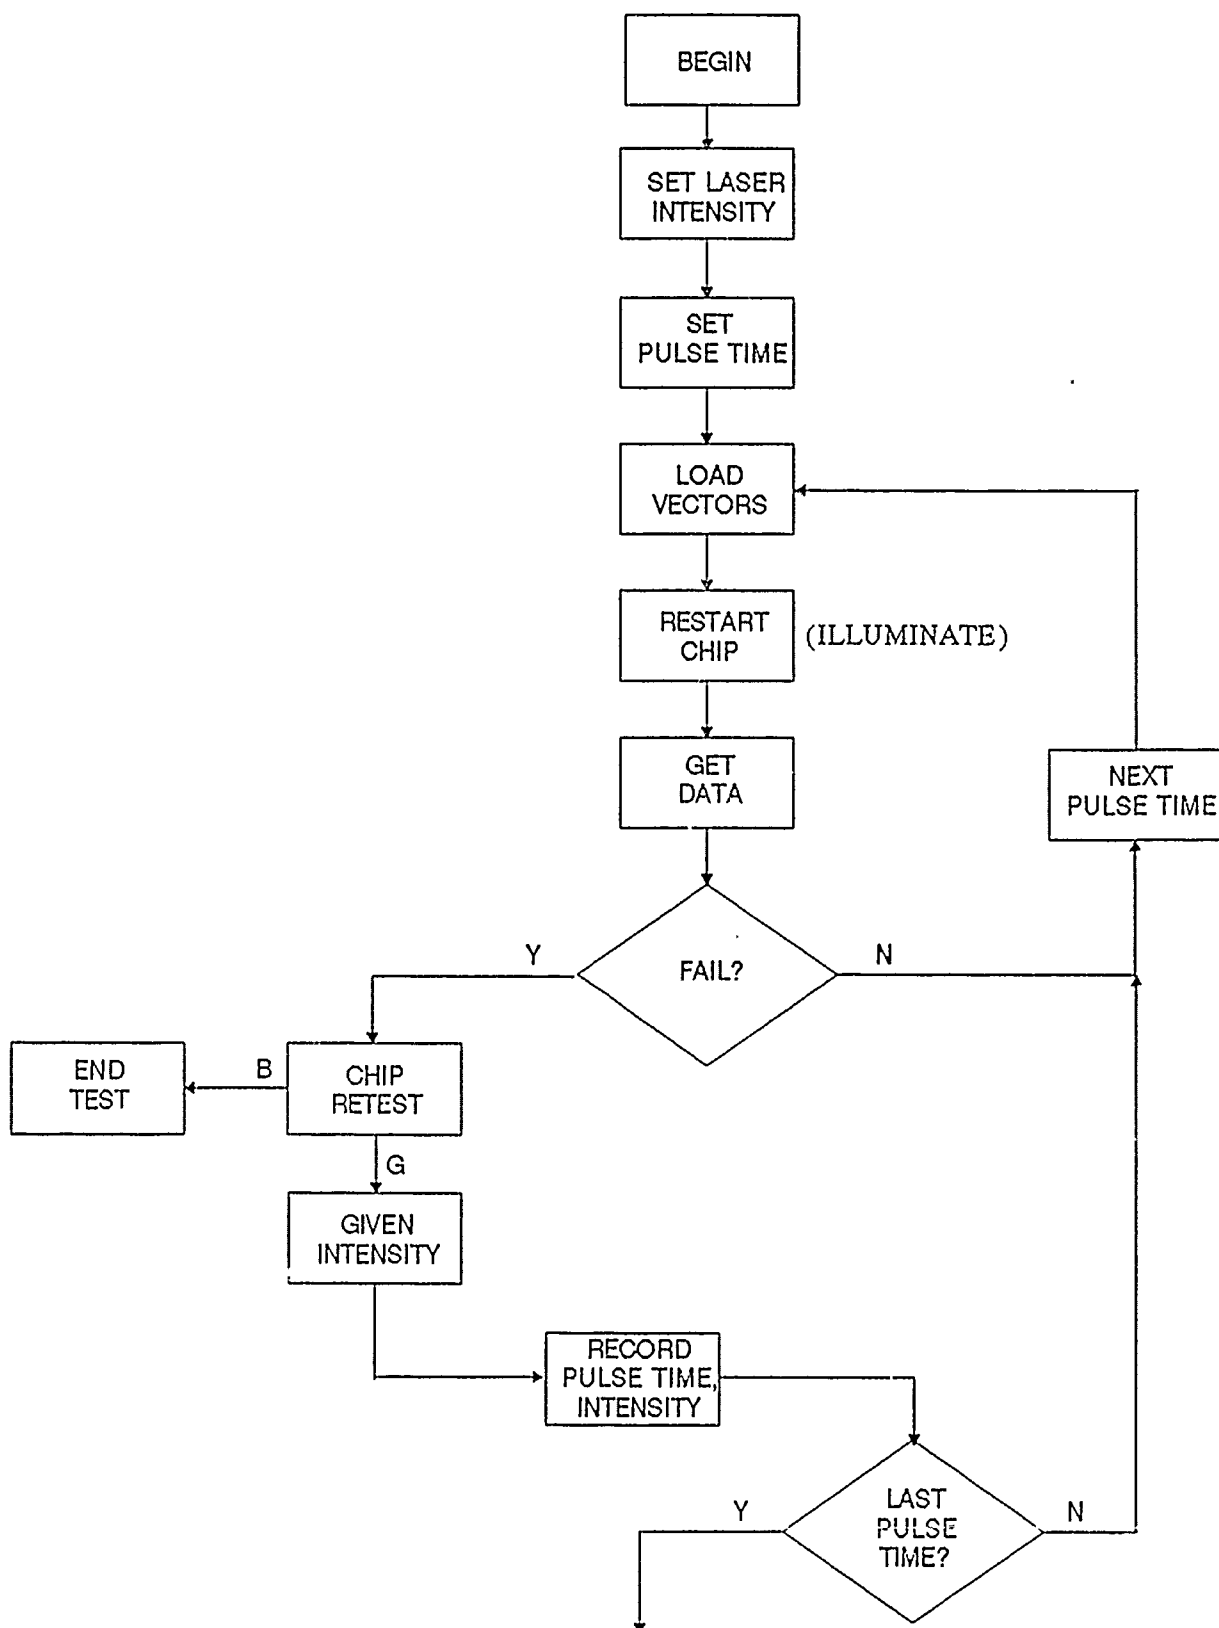 BEGIN
SET LASER
INTENSITY
SET
PULSE TIME
LOAD
VECTORS
RESTART
CHIP
(ILLUMINATE)
GET
DATA
NEXT
PULSE TIME
FAIL?
Y
N
END
TEST
B
CHIP
RETEST
G
GIVEN
INTENSITY
RECORD
PULSE TIME,
INTENSITY
LAST
PULSE
TIME?
Y
N